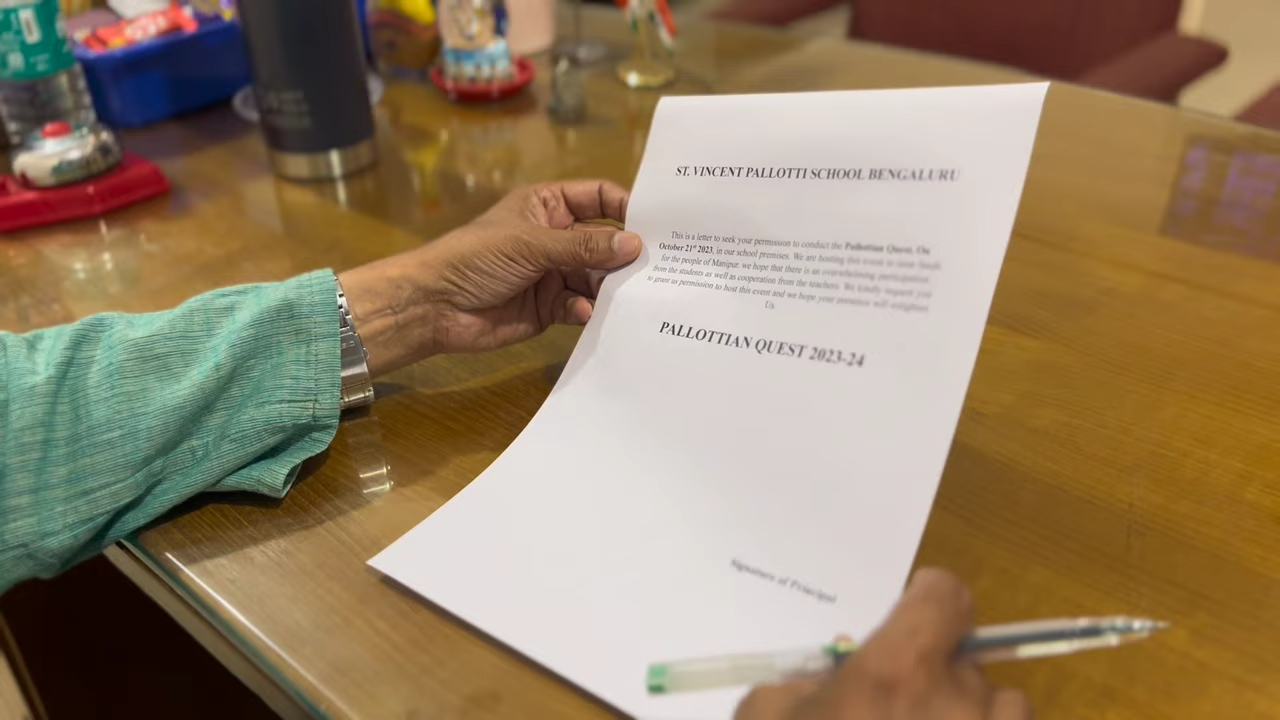 ST. VINCENT PALLOTTI SCHOOL BENGALURU
This is a letter to seek your permission to conduct the Pallottian Quest. On
October 21st 2023, in our school premises. We are hosting this event to raise funds
for the people of Manipur. we hope that there is an overwhelming participation
from the students as well as cooperation from the teachers. We kindly request you
to grant us permission to host this event and we hope your presence will enlighten
Us.
PALLOTTIAN QUEST 2023-24
Signature of Principal